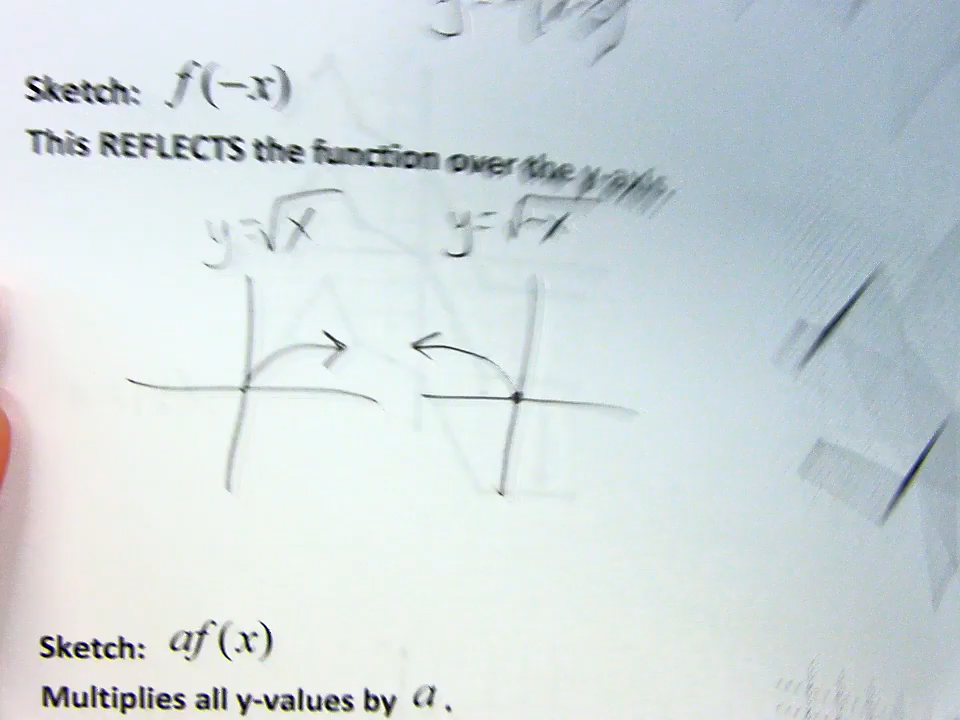 Sketch: f(-x)
This REFLECTS the function over the y-axis.
y=√x y=√-x
Sketch: af(x)
Multiplies all y-values by a.